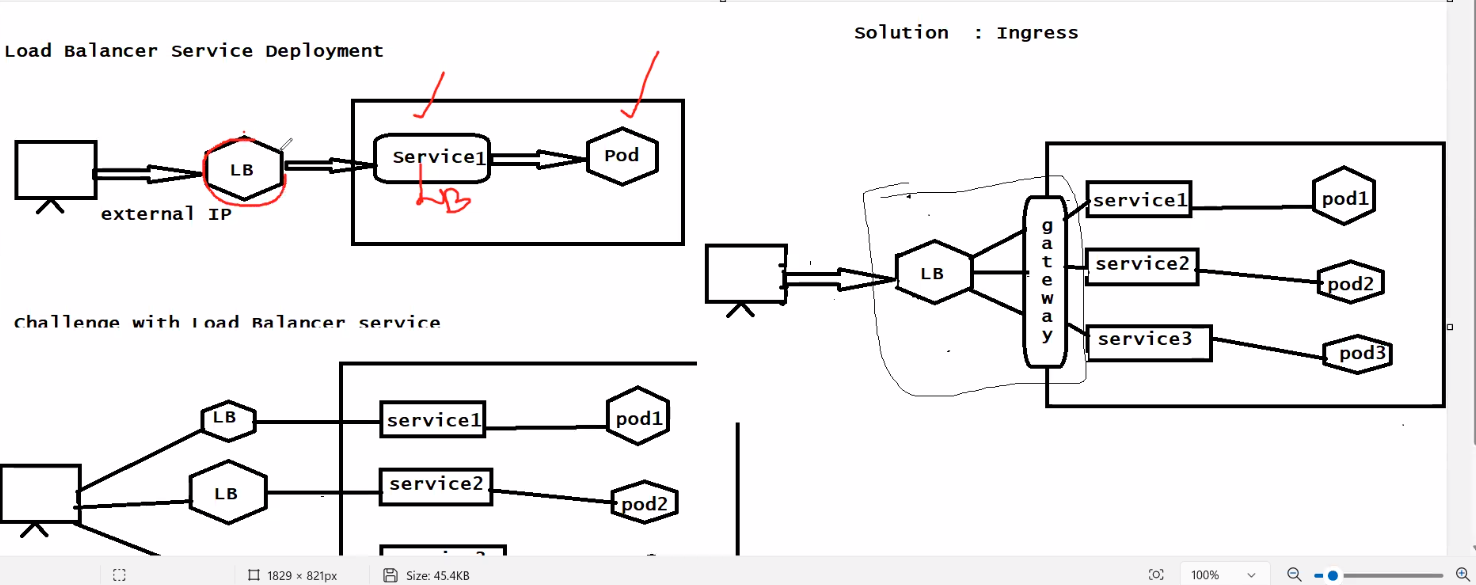 Load Balancer Service Deployment
LB
external IP
Service1
LB
Pod
Challenge with Load Balancer service
LB
service1
pod1
LB
service2
pod2
Solution : Ingress
LB
gateway
service1
pod1
service2
pod2
service3
pod3
1829 × 821px
Size: 45.4KB
100%